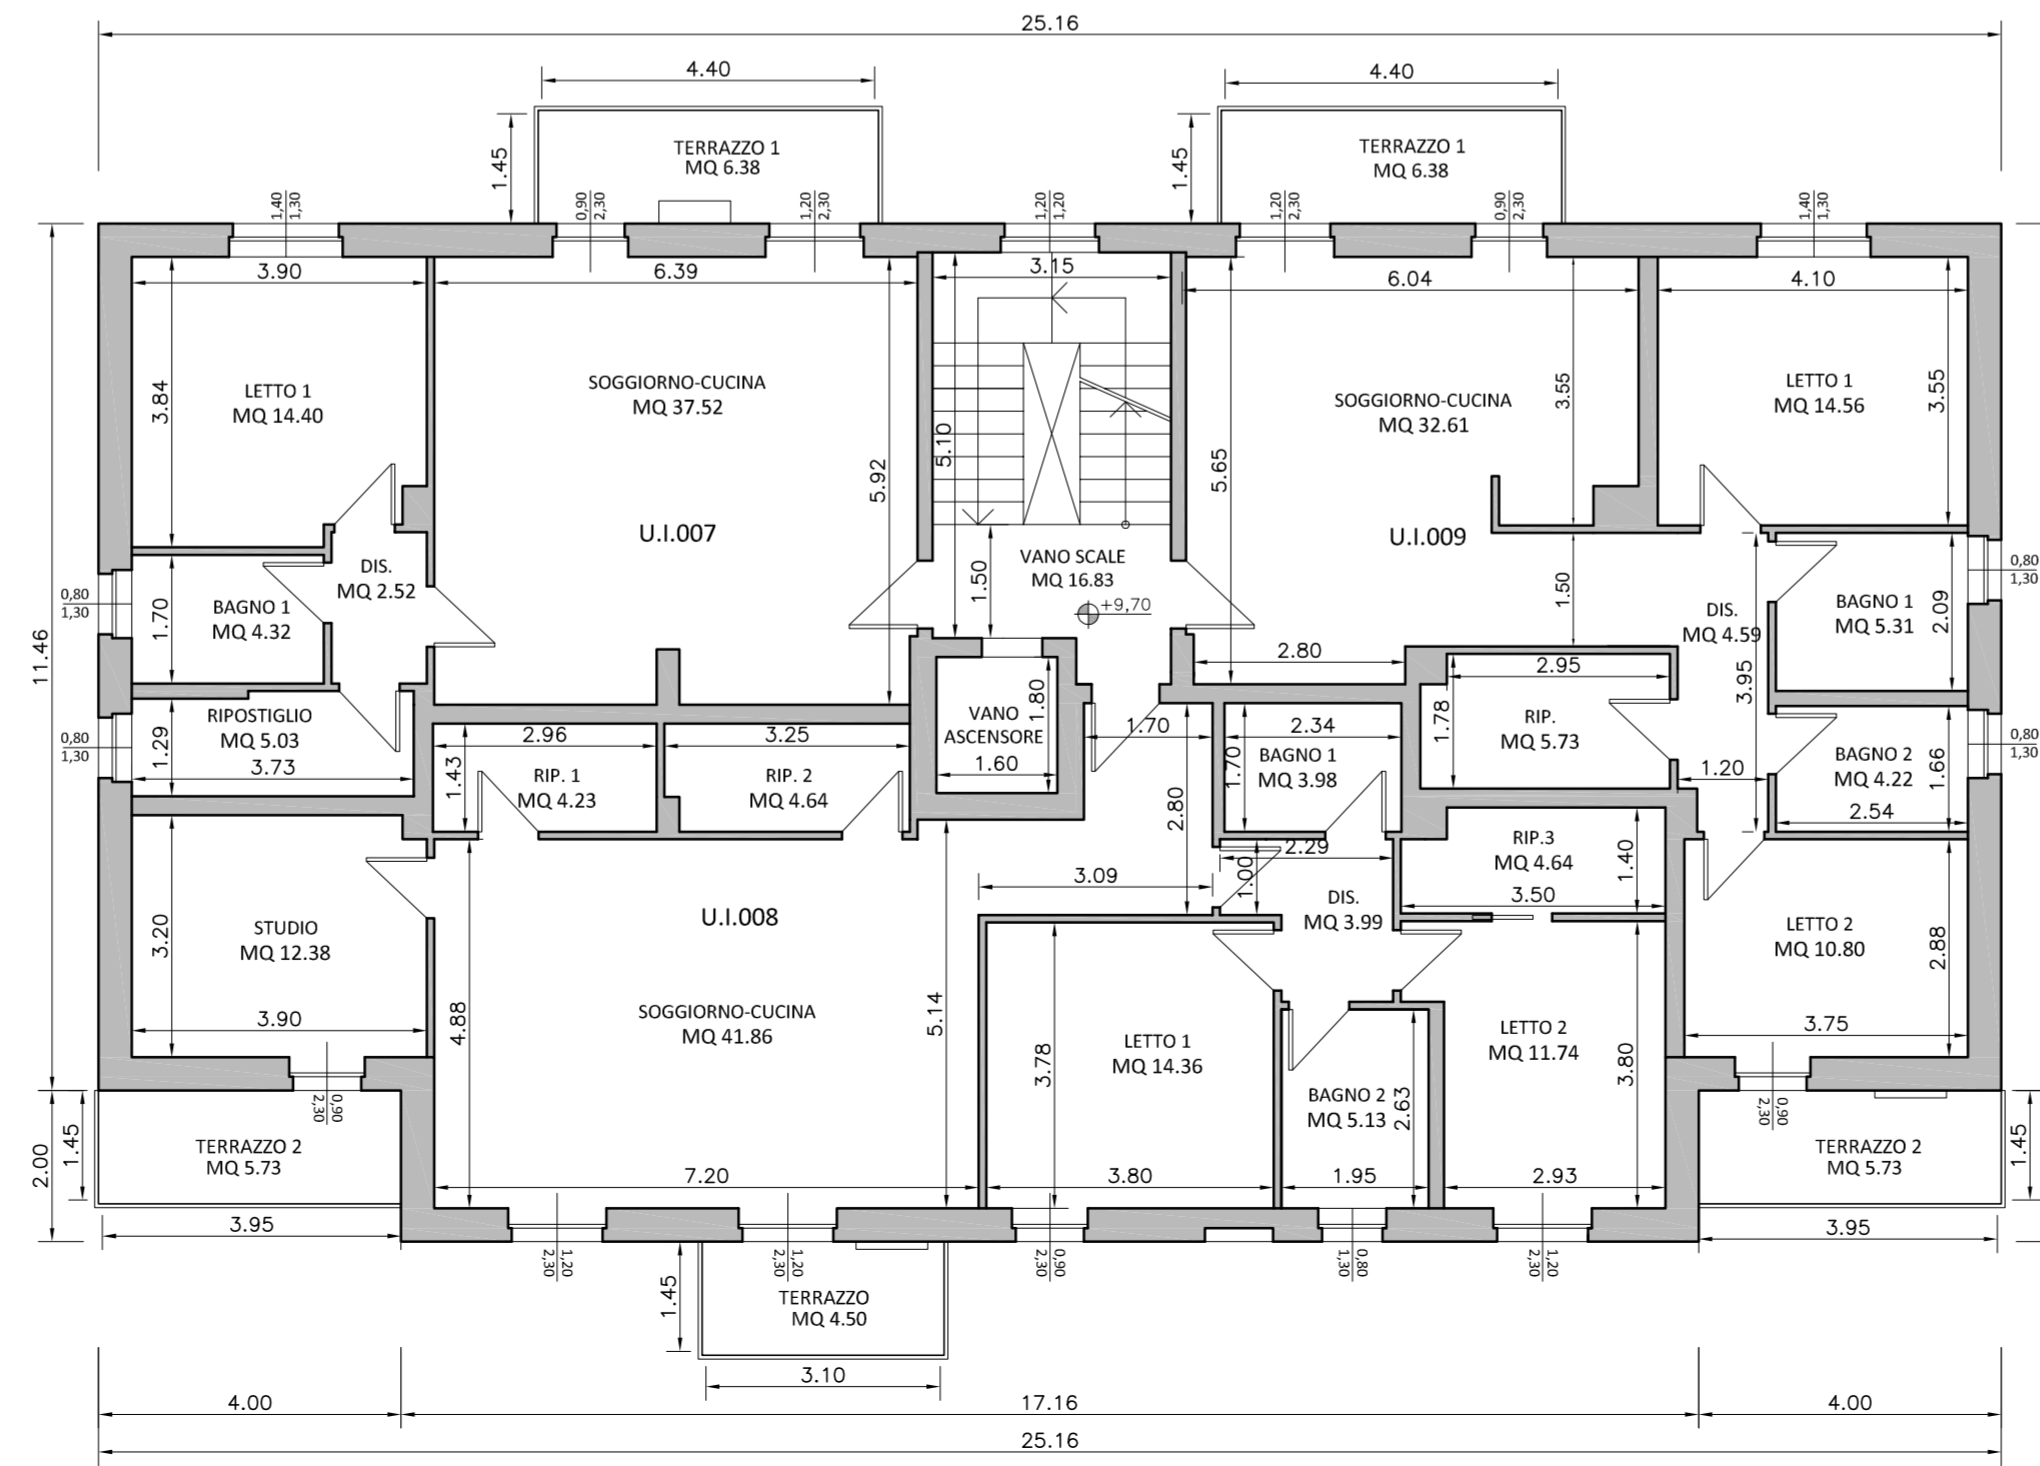 25.16
4.40
4.40
1.45
TERRAZZO 1
MQ 6.38
1.45
TERRAZZO 1
MQ 6.38
1,40
1,30
0,90
2,30
1,20
2,30
1,20
1,20
1,20
2,30
0,90
2,30
1,40
1,30
3.90
6.39
3.15
6.04
4.10
11.46
3.84
LETTO 1
MQ 14.40
SOGGIORNO-CUCINA
MQ 37.52
5.92
5.10
5.65
SOGGIORNO-CUCINA
MQ 32.61
3.55
LETTO 1
MQ 14.56
3.55
U.I.007
U.I.009
VANO SCALE
MQ 16.83
+9,70
1.50
1.50
DIS.
MQ 2.52
0,80
1,30
1.70
BAGNO 1
MQ 4.32
DIS.
MQ 4.59
BAGNO 1
MQ 5.31
2.09
0,80
1,30
2.80
2.95
3.95
RIPOSTIGLIO
MQ 5.03
1.29
3.73
0,80
1,30
2.96
3.25
1.43
RIP. 1
MQ 4.23
RIP. 2
MQ 4.64
VANO
ASCENSORE
1.80
1.60
1.70
2.34
1.70
BAGNO 1
MQ 3.98
1.78
RIP.
MQ 5.73
1.20
BAGNO 2
MQ 4.22
1.66
2.54
0,80
1,30
2.80
2.29
1.00
RIP.3
MQ 4.64
1.40
3.50
3.09
DIS.
MQ 3.99
3.20
STUDIO
MQ 12.38
3.90
U.I.008
LETTO 2
MQ 10.80
2.88
3.75
4.88
SOGGIORNO-CUCINA
MQ 41.86
5.14
7.20
3.78
LETTO 1
MQ 14.36
3.80
BAGNO 2
MQ 5.13
2.63
1.95
LETTO 2
MQ 11.74
3.80
2.93
0,90
2,30
0,90
2,30
2.00
1.45
TERRAZZO 2
MQ 5.73
3.95
TERRAZZO 2
MQ 5.73
1.45
3.95
1,20
2,30
1,20
2,30
0,90
2,30
0,80
1,30
1,20
2,30
1.45
TERRAZZO
MQ 4.50
3.10
4.00
17.16
4.00
25.16